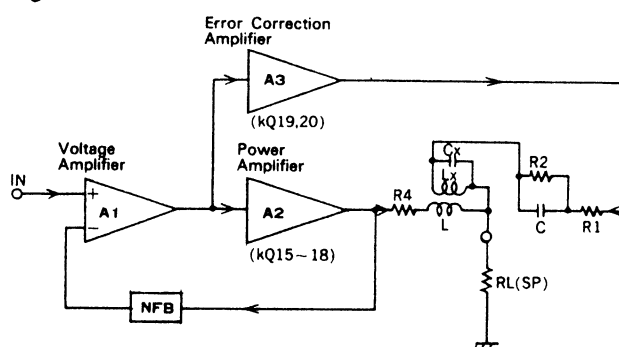 Error Correction
Amplifier
A3
(kQ19,20)
Voltage
Amplifier
Power
Amplifier
Cx
Lx
R2
IN
+
A1
−
A2
R4
L
C
R1
(kQ15~18)
RL(SP)
NFB